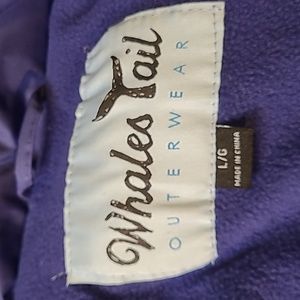 Whales Tail
OUTERWEAR
L/G
MADE IN CHINA